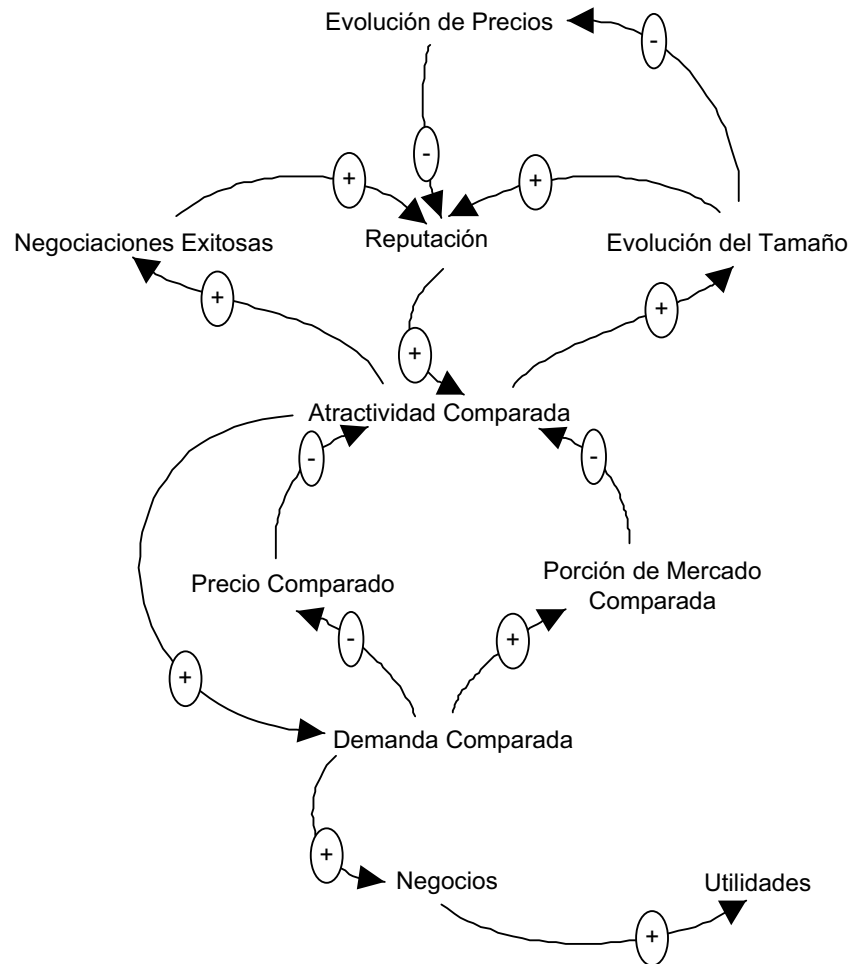 Evolución de Precios
-
-
+
+
Negociaciones Exitosas
Reputación
Evolución del Tamaño
+
+
+
Atractividad Comparada
-
-
Precio Comparado
Porción de Mercado
Comparada
-
+
+
Demanda Comparada
+
Negocios
Utilidades
+